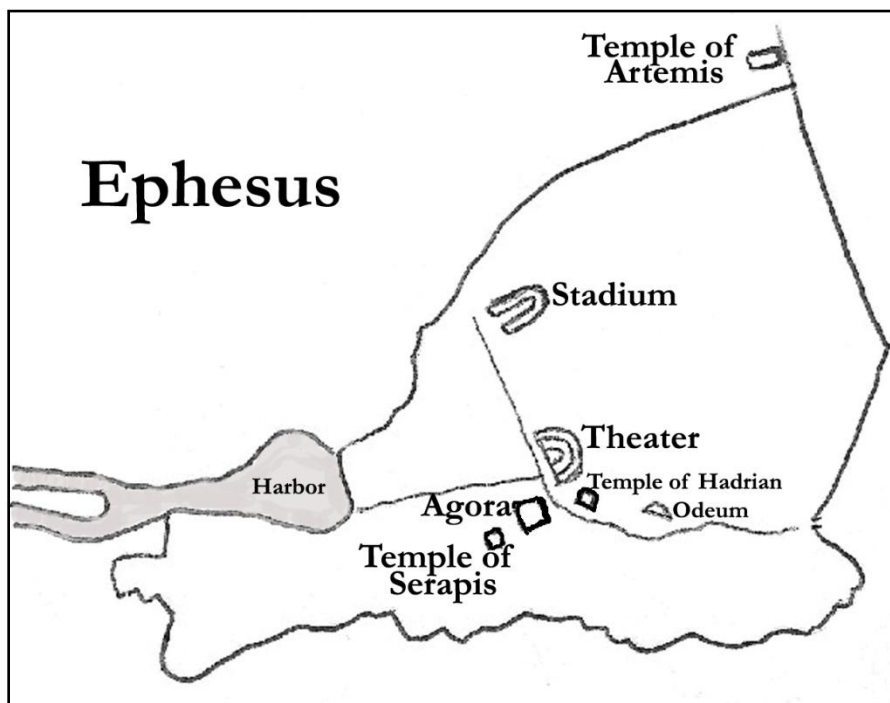 Temple of
Artemis
Ephesus
Stadium
Theater
Temple of Hadrian
Harbor
Agora
Odeum
Temple of
Serapis